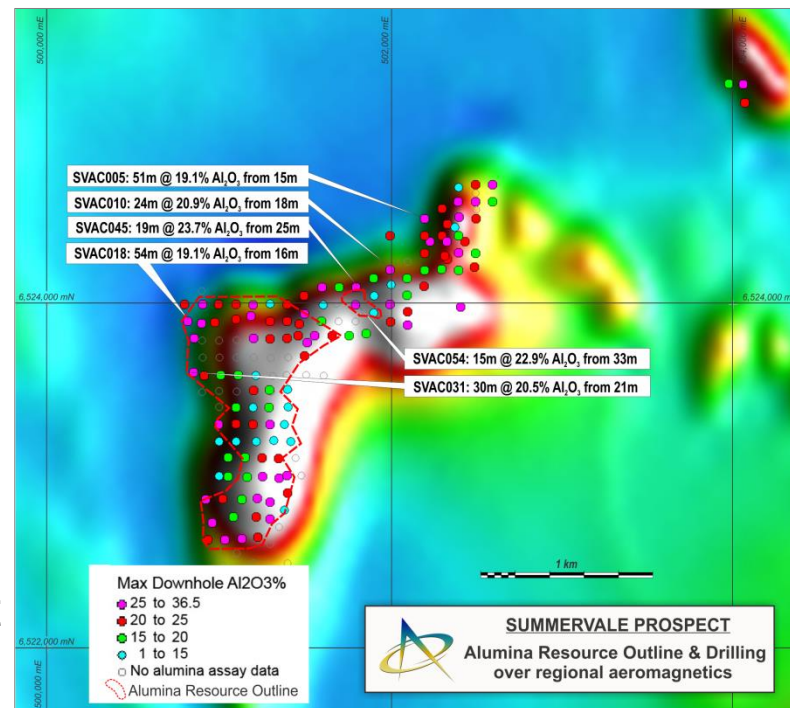 500,000 mE
502,000 mE
SVAC005: 51m @ 19.1% Al₂O₃ from 15m
SVAC010: 24m @ 20.9% Al₂O₃ from 18m
SVAC045: 19m @ 23.7% Al₂O₃ from 25m
SVAC018: 54m @ 19.1% Al₂O₃ from 16m
6,524,000 mN
6,524,000 mN
SVAC054: 15m @ 22.9% Al₂O₃ from 33m
SVAC031: 30m @ 20.5% Al₂O₃ from 21m
1 km
Max Downhole Al2O3%
25 to 36.5
20 to 25
15 to 20
1 to 15
No alumina assay data
Alumina Resource Outline
SUMMERVALE PROSPECT
Alumina Resource Outline & Drilling
over regional aeromagnetics
6,522,000 mN
500,000 mE